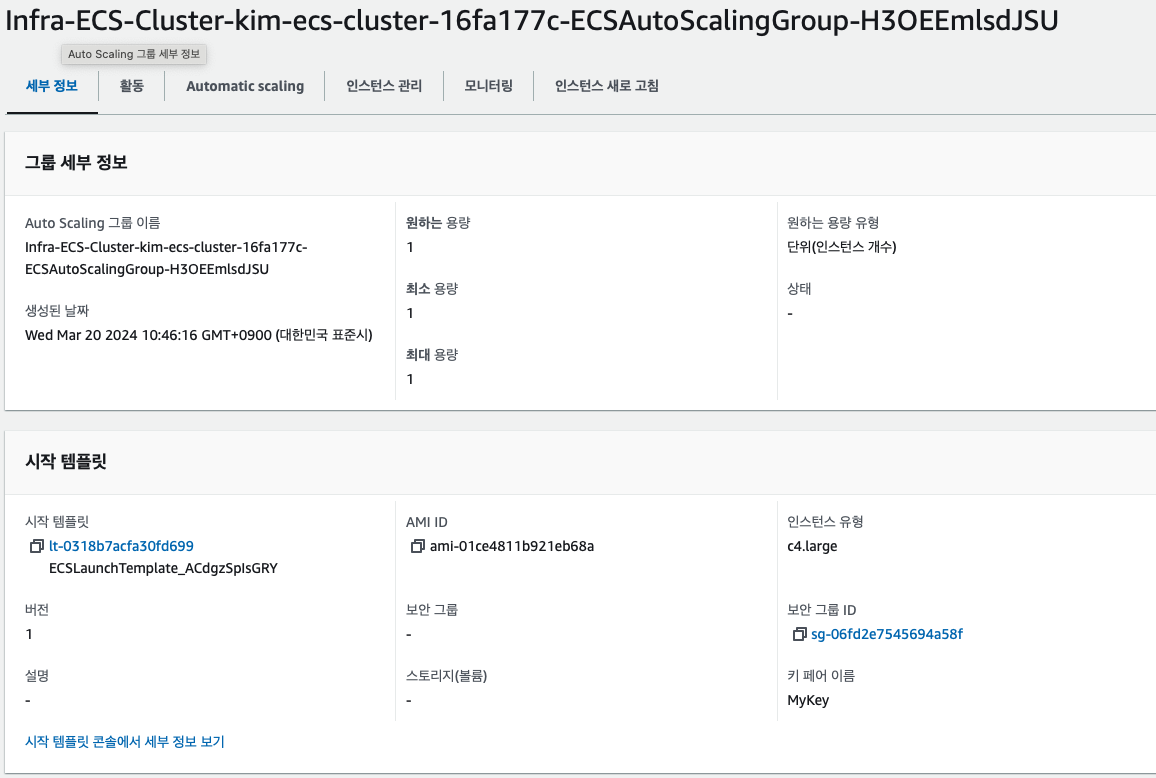 Infra-ECS-Cluster-kim-ecs-cluster-16fa177c-ECSAutoScalingGroup-H3OEEmlsdJSU
Auto Scaling 그룹 세부 정보
세부 정보
활동
Automatic scaling
인스턴스 관리
모니터링
인스턴스 새로 고침
그룹 세부 정보
Auto Scaling 그룹 이름
Infra-ECS-Cluster-kim-ecs-cluster-16fa177c-
ECSAutoScalingGroup-H3OEEmlsdJSU
생성된 날짜
Wed Mar 20 2024 10:46:16 GMT+0900 (대한민국 표준시)
원하는 용량
1
최소 용량
1
최대 용량
1
원하는 용량 유형
단위(인스턴스 개수)
상태
-
시작 템플릿
시작 템플릿
lt-0318b7acfa30fd699
ECSLaunchTemplate_ACdgzSpIsGRY
버전
1
설명
-
AMI ID
ami-01ce4811b921eb68a
보안 그룹
-
스토리지(볼륨)
-
인스턴스 유형
c4.large
보안 그룹 ID
sg-06fd2e7545694a58f
키 페어 이름
MyKey
시작 템플릿 콘솔에서 세부 정보 보기